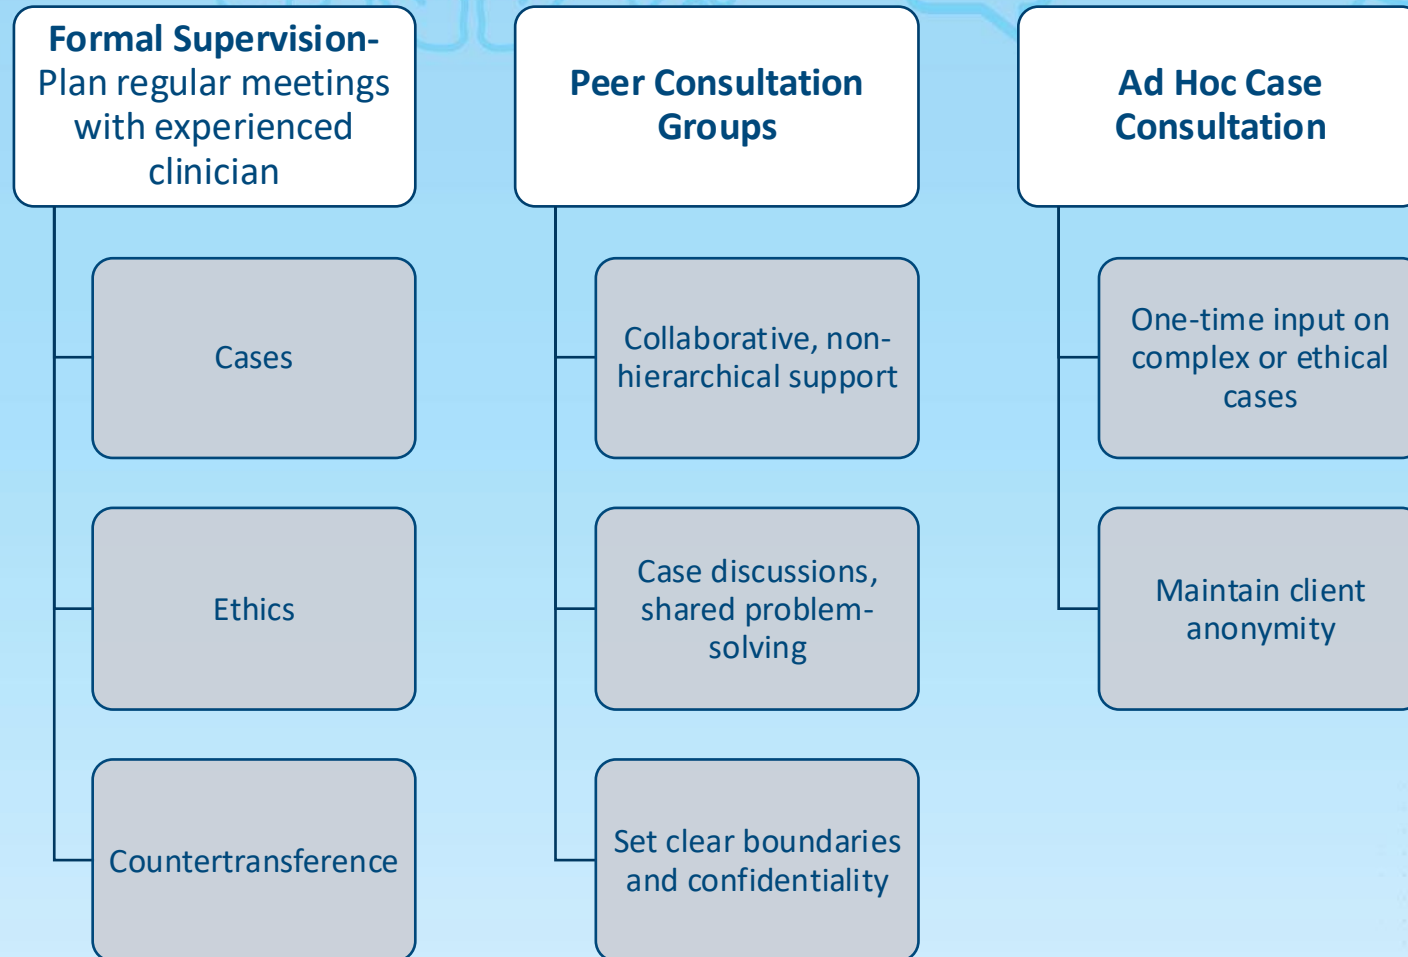 Formal Supervision-
Plan regular meetings
with experienced
clinician
Cases
Ethics
Countertransference
Peer Consultation
Groups
Collaborative, non-
hierarchical support
Case discussions,
shared problem-
solving
Set clear boundaries
and confidentiality
Ad Hoc Case
Consultation
One-time input on
complex or ethical
cases
Maintain client
anonymity